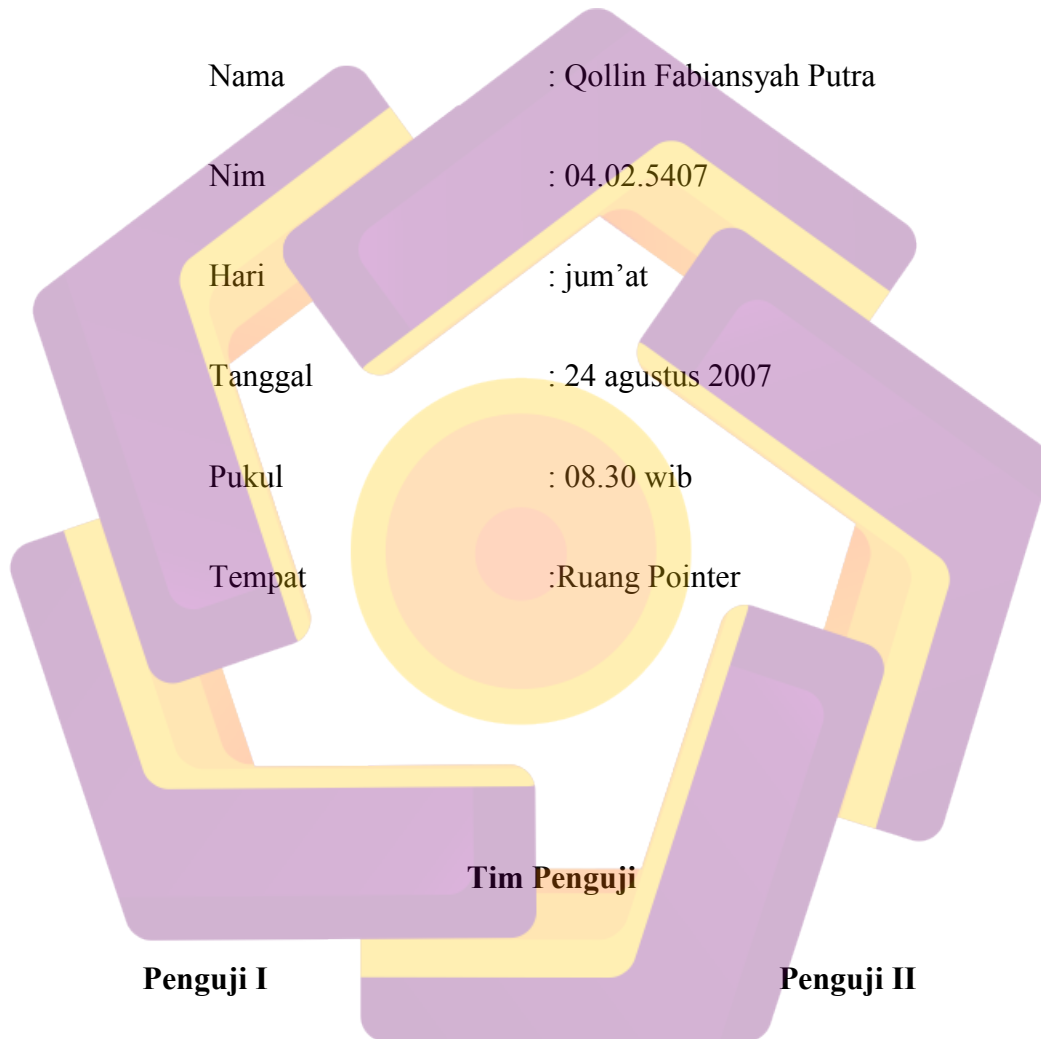 Nama : Qollin Fabiansyah Putra
Nim : 04.02.5407
Hari : jum’at
Tanggal : 24 agustus 2007
Pukul : 08.30 wib
Tempat :Ruang Pointer
Tim Penguji
Penguji I Penguji II